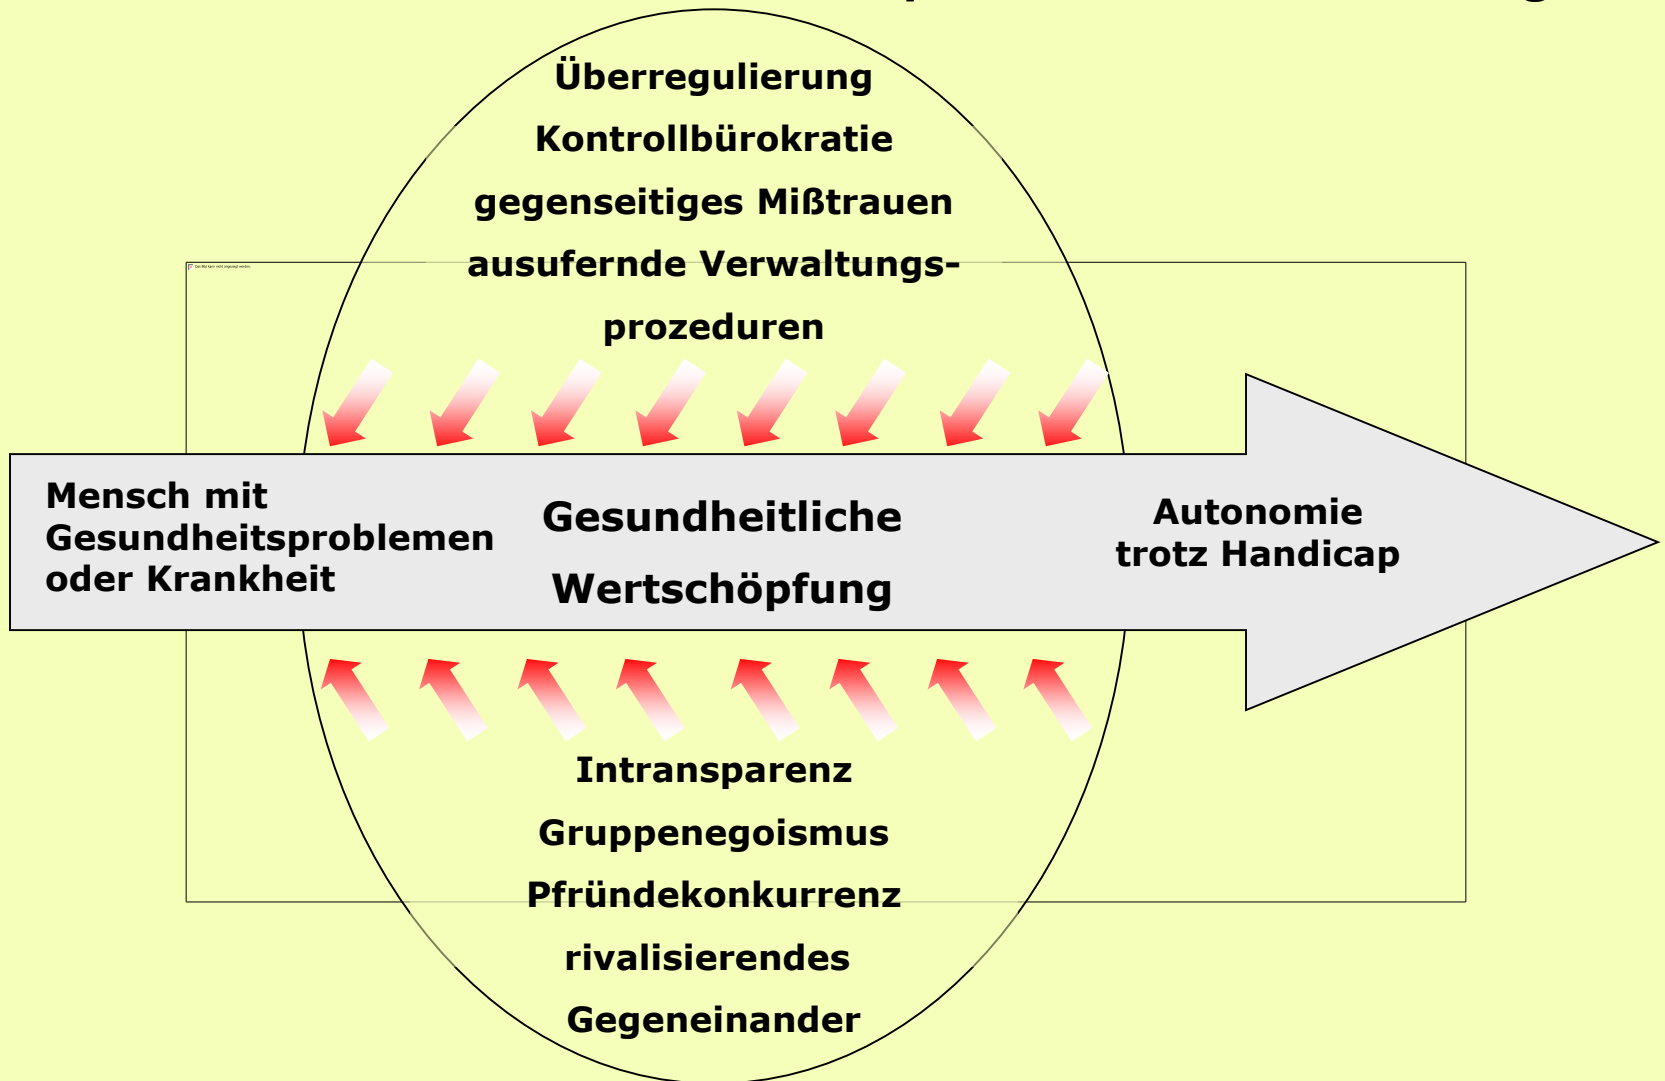 Überregulierung
Kontrollbürokratie
gegenseitiges Mißtrauen
ausufernde Verwaltungs-
prozeduren
Mensch mit
Gesundheitsproblemen
oder Krankheit
Gesundheitliche
Wertschöpfung
Autonomie
trotz Handicap
Intransparenz
Gruppenegoismus
Pfründekonkurrenz
rivalisierendes
Gegeneinander